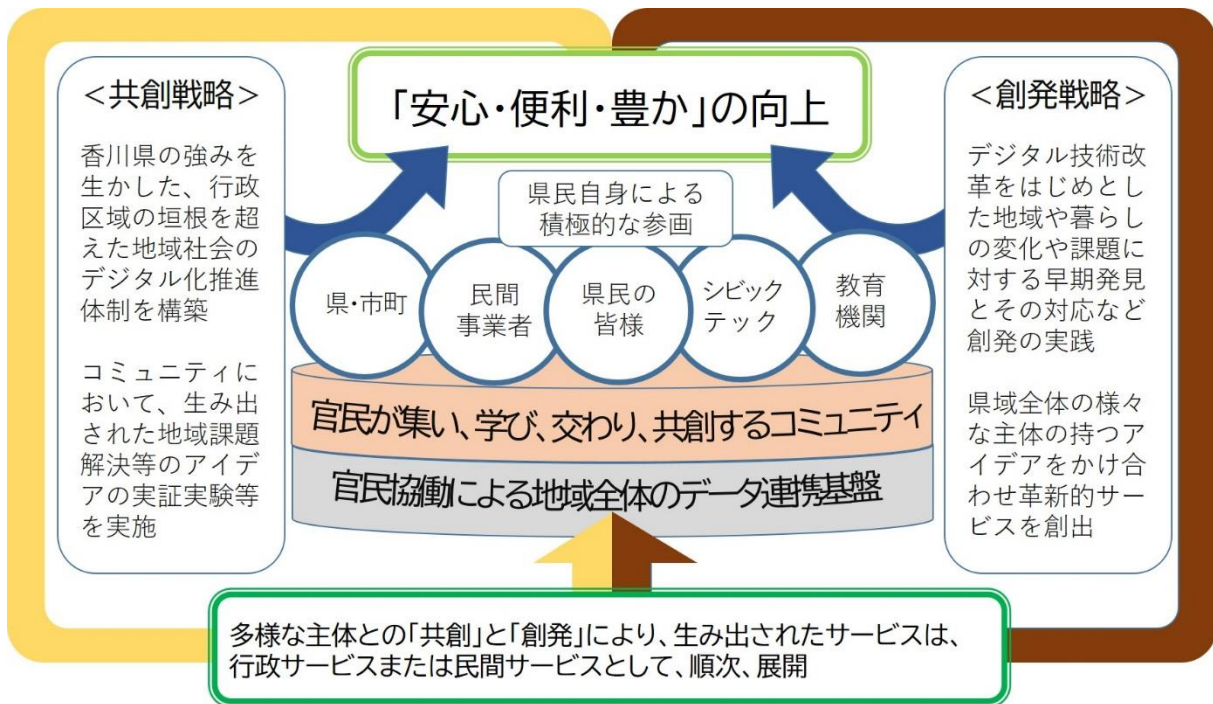 「安心・便利・豊か」の向上
＜共創戦略＞
香川県の強みを
生かした、行政
区域の垣根を超
えた地域社会の
デジタル化推進
体制を構築
コミュニティに
おいて、生み出
された地域課題
解決等のアイデ
アの実証実験等
を実施
県民自身による
積極的な参画
県・市町
民間
事業者
県民の
皆様
シビック
テック
教育
機関
官民が集い、学び、交わり、共創するコミュニティ
官民協働による地域全体のデータ連携基盤
＜創発戦略＞
デジタル技術改
革をはじめとし
た地域や暮らし
の変化や課題に
対する早期発見
とその対応など
創発の実践
県域全体の様々
な主体の持つア
イデアをかけ合
わせ革新的サー
ビスを創出
多様な主体との「共創」と「創発」により、生み出されたサービスは、
行政サービスまたは民間サービスとして、順次、展開